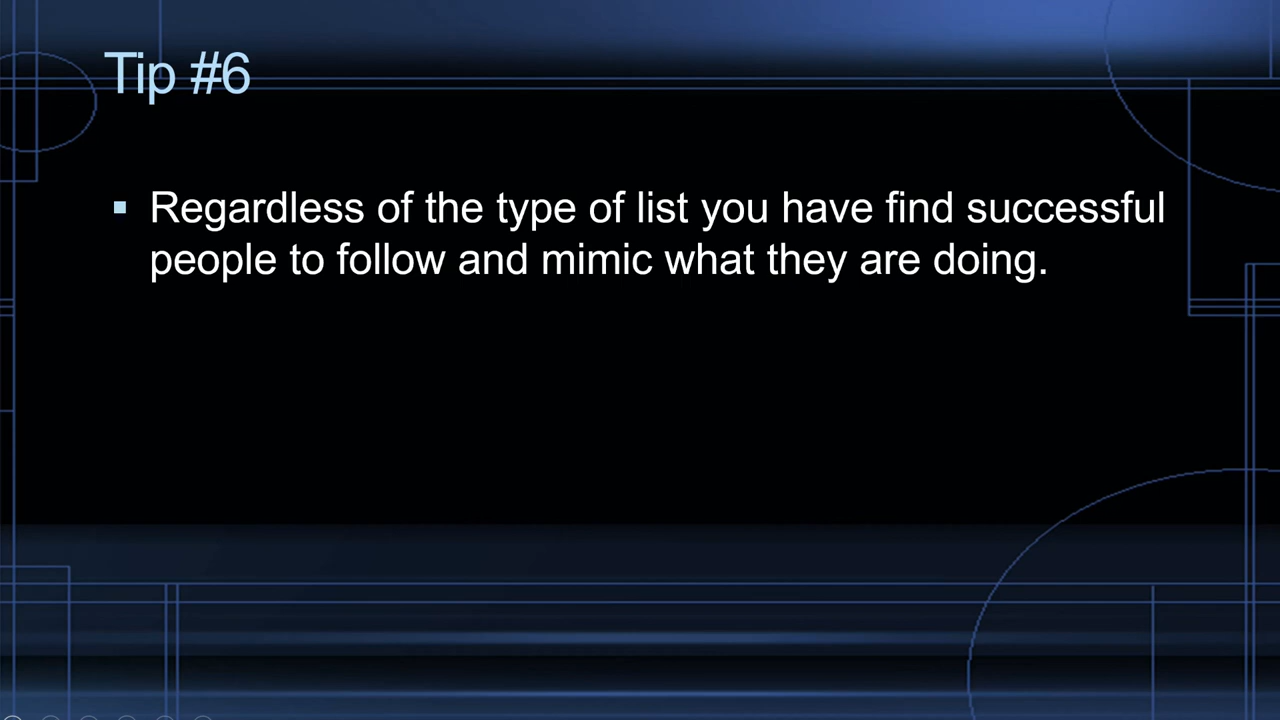 Tip #6
Regardless of the type of list you have find successful
people to follow and mimic what they are doing.